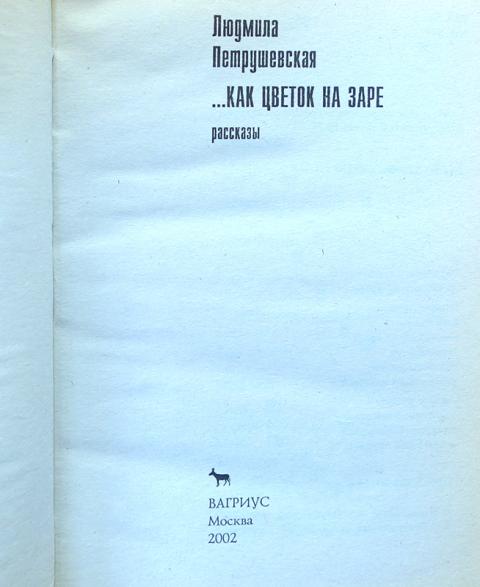 Людмила
Петрушевская
...КАК ЦВЕТОК НА ЗАРЕ
рассказы
ВАГРИУС
Москва
2002